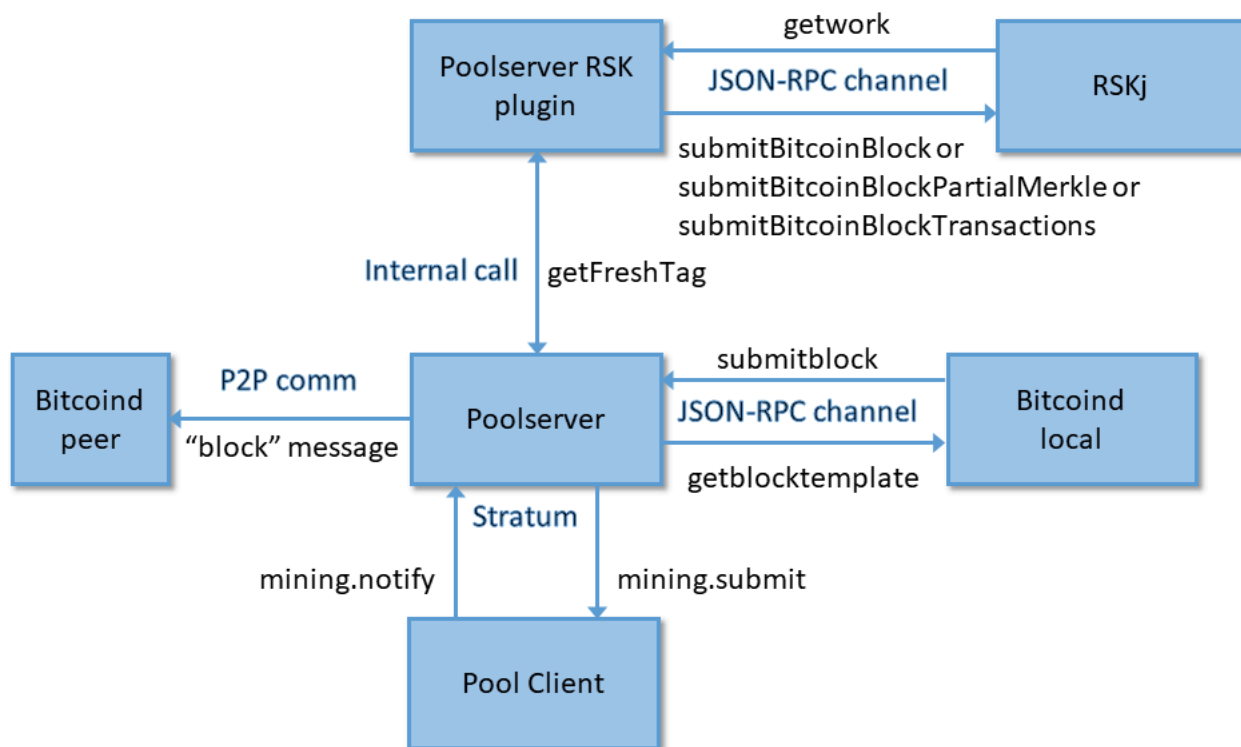 getwork
Poolserver RSK
plugin
JSON-RPC channel
RSKj
submitBitcoinBlock or
submitBitcoinBlockPartialMerkle or
submitBitcoinBlockTransactions
Internal call
getFreshTag
submitblock
P2P comm
Bitcoind
peer
Poolserver
JSON-RPC channel
Bitcoind
local
“block” message
getblocktemplate
Stratum
mining.notify
mining.submit
Pool Client